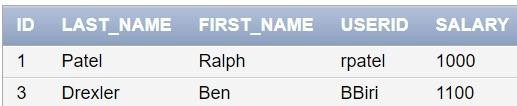 ID LAST_NAME FIRST_NAME USERID SALARY
1 Patel Ralph rpatel 1000
3 Drexler Ben BBiri 1100